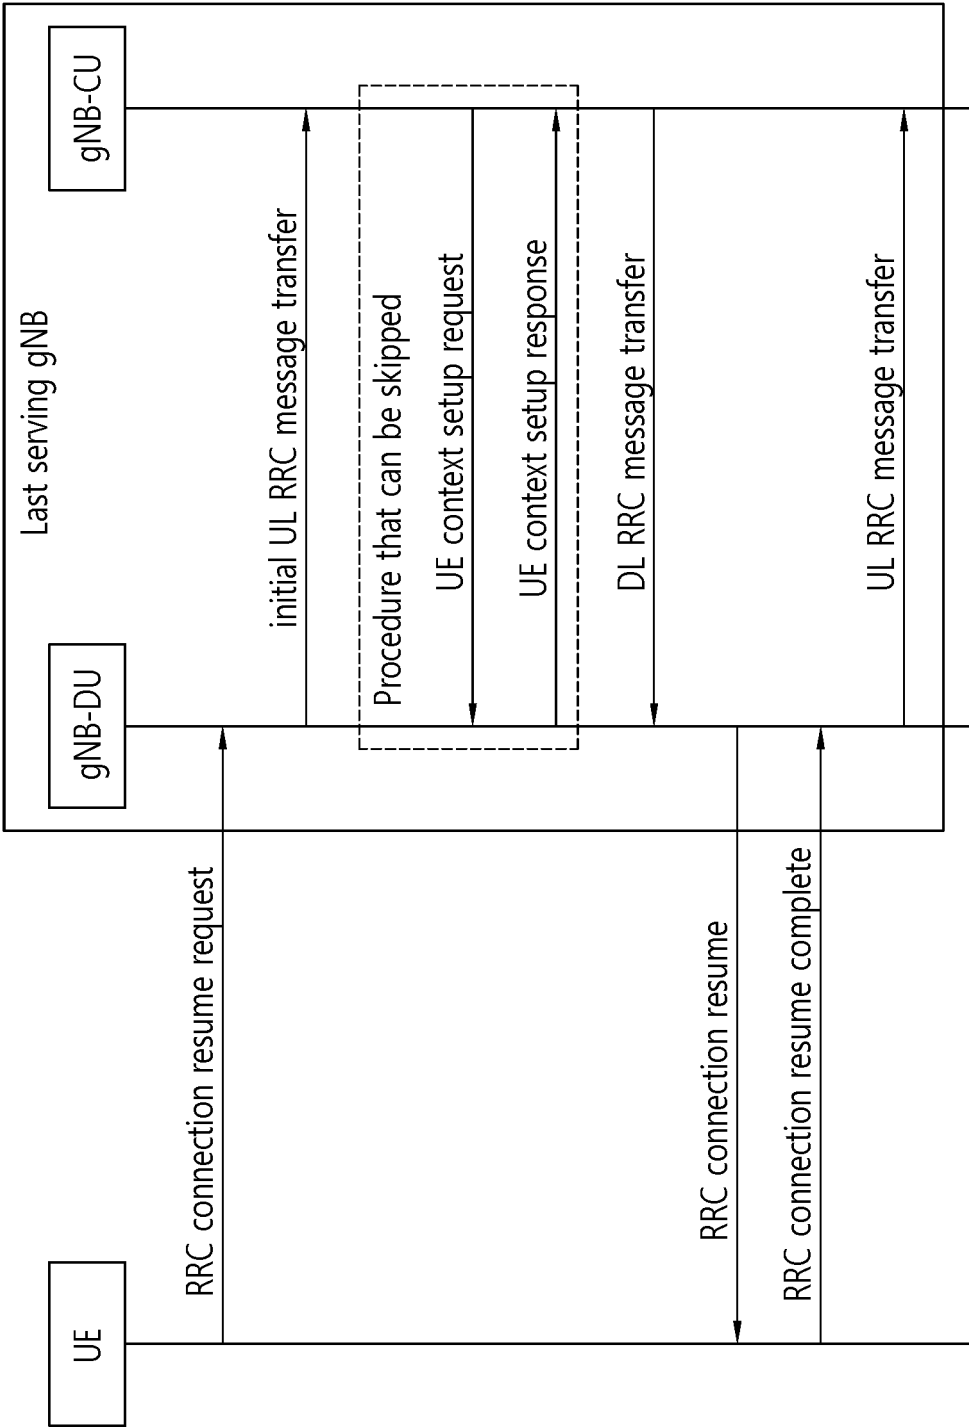 Last serving gNB
UE
gNB-DU
gNB-CU
RRC connection resume request
initial UL RRC message transfer
Procedure that can be skipped
UE context setup request
UE context setup response
DL RRC message transfer
RRC connection resume
RRC connection resume complete
UL RRC message transfer